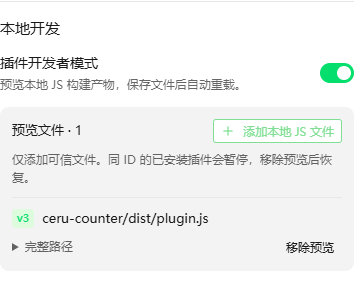 本地开发
插件开发者模式
预览本地 JS 构建产物，保存文件后自动重载。
预览文件 · 1
+ 添加本地 JS 文件
仅添加可信文件。同 ID 的已安装插件会暂停，移除预览后恢
复。
v3 ceru-counter/dist/plugin.js
▶ 完整路径
移除预览